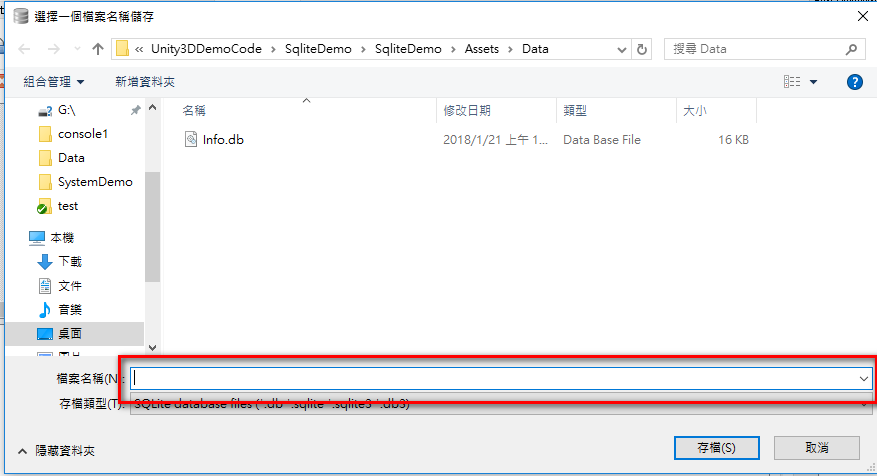 選擇一個檔案名稱儲存
« Unity3DDemoCode > SqliteDemo > SqliteDemo > Assets > Data
搜尋 Data
組合管理 新增資料夾
G:\
console1
Data
SystemDemo
test
本機
下載
文件
音樂
桌面
名稱 修改日期 類型 大小
Info.db 2018/1/21 上午 1... Data Base File 16 KB
檔案名稱(N):
存檔類型(T): SQLite database files (*.db *.sqlite *.sqlite3 *.db3)
隱藏資料夾
存檔(S) 取消